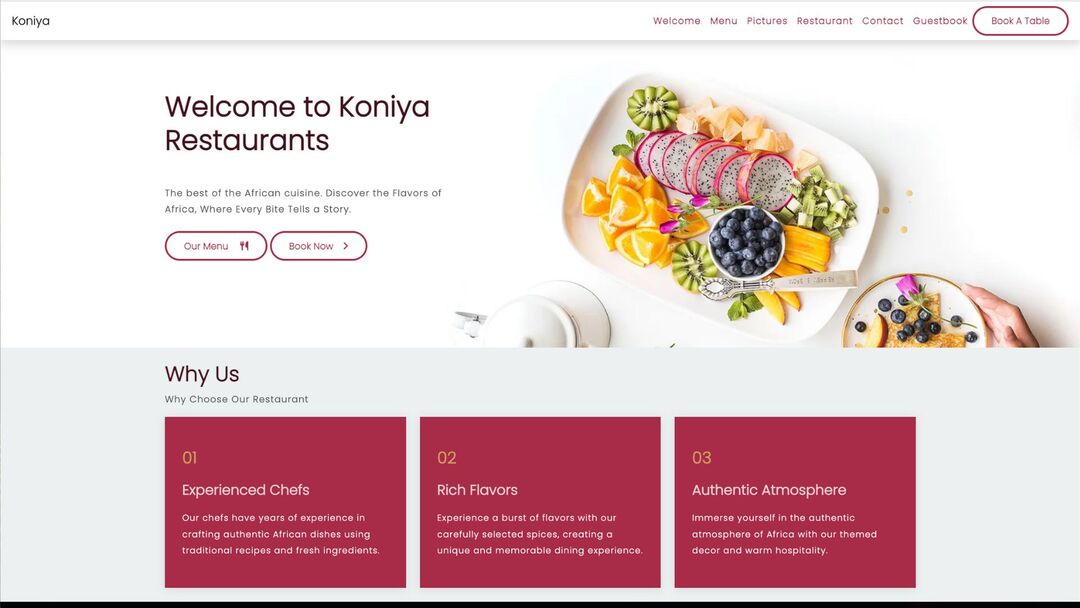 Koniya
Welcome Menu Pictures Restaurant Contact Guestbook Book A Table
Welcome to Koniya
Restaurants
The best of the African cuisine. Discover the Flavors of
Africa, Where Every Bite Tells a Story.
Our Menu Book Now
Why Us
Why Choose Our Restaurant
01
Experienced Chefs
Our chefs have years of experience in
crafting authentic African dishes using
traditional recipes and fresh ingredients.
02
Rich Flavors
Experience a burst of flavors with our
carefully selected spices, creating a
unique and memorable dining experience.
03
Authentic Atmosphere
Immerse yourself in the authentic
atmosphere of Africa with our themed
decor and warm hospitality.